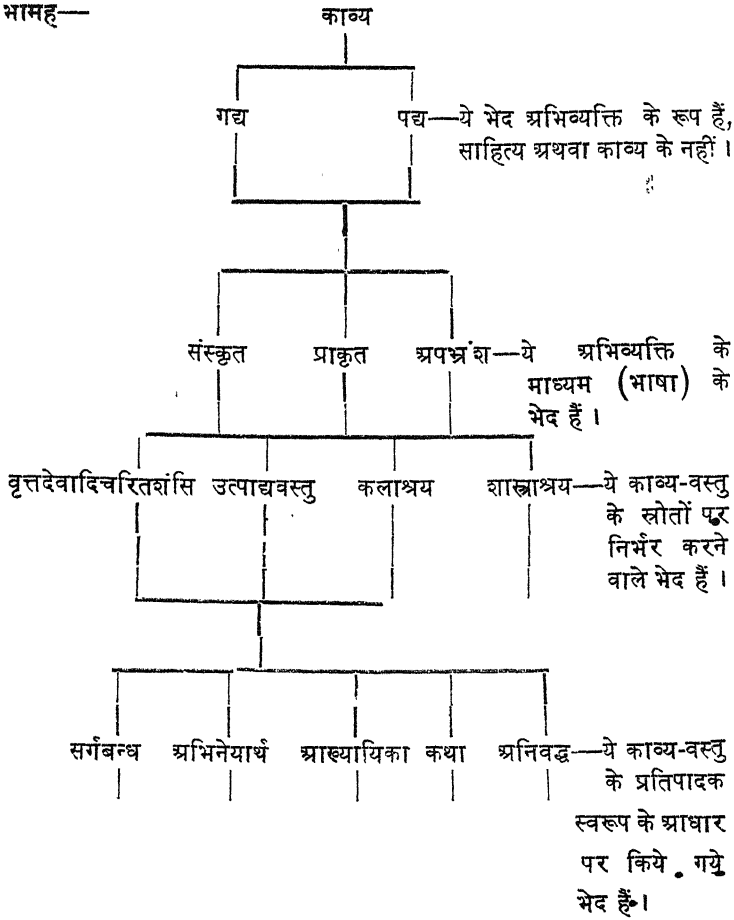 भामह—
काव्य
गद्य पद्य—ये भेद अभिव्यक्ति के रूप हैं,
साहित्य अथवा काव्य के नहीं ।
संस्कृत प्राकृत अपभ्रंश—ये अभिव्यक्ति के
माध्यम (भाषा) के
भेद हैं ।
वृत्तदेवादिचरितशंसि उत्पाद्यवस्तु कलाश्रय शास्त्राश्रय—ये काव्य-वस्तु
के स्रोतों पर
निर्भर करने
वाले भेद हैं ।
सर्गबन्ध अभिनेयार्थ आख्यायिका कथा अनिवद्ध—ये काव्य-वस्तु
के प्रतिपादक
स्वरूप के आधार
पर किये गये
भेद हैं ।